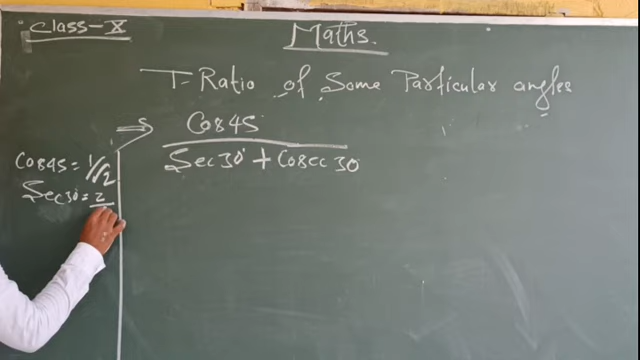 Class-X
Maths.
T-Ratio of Some Particular angles
Cos45
Sec30° + Cosec 30
Cos45 = 1/√2
Sec30 = 2